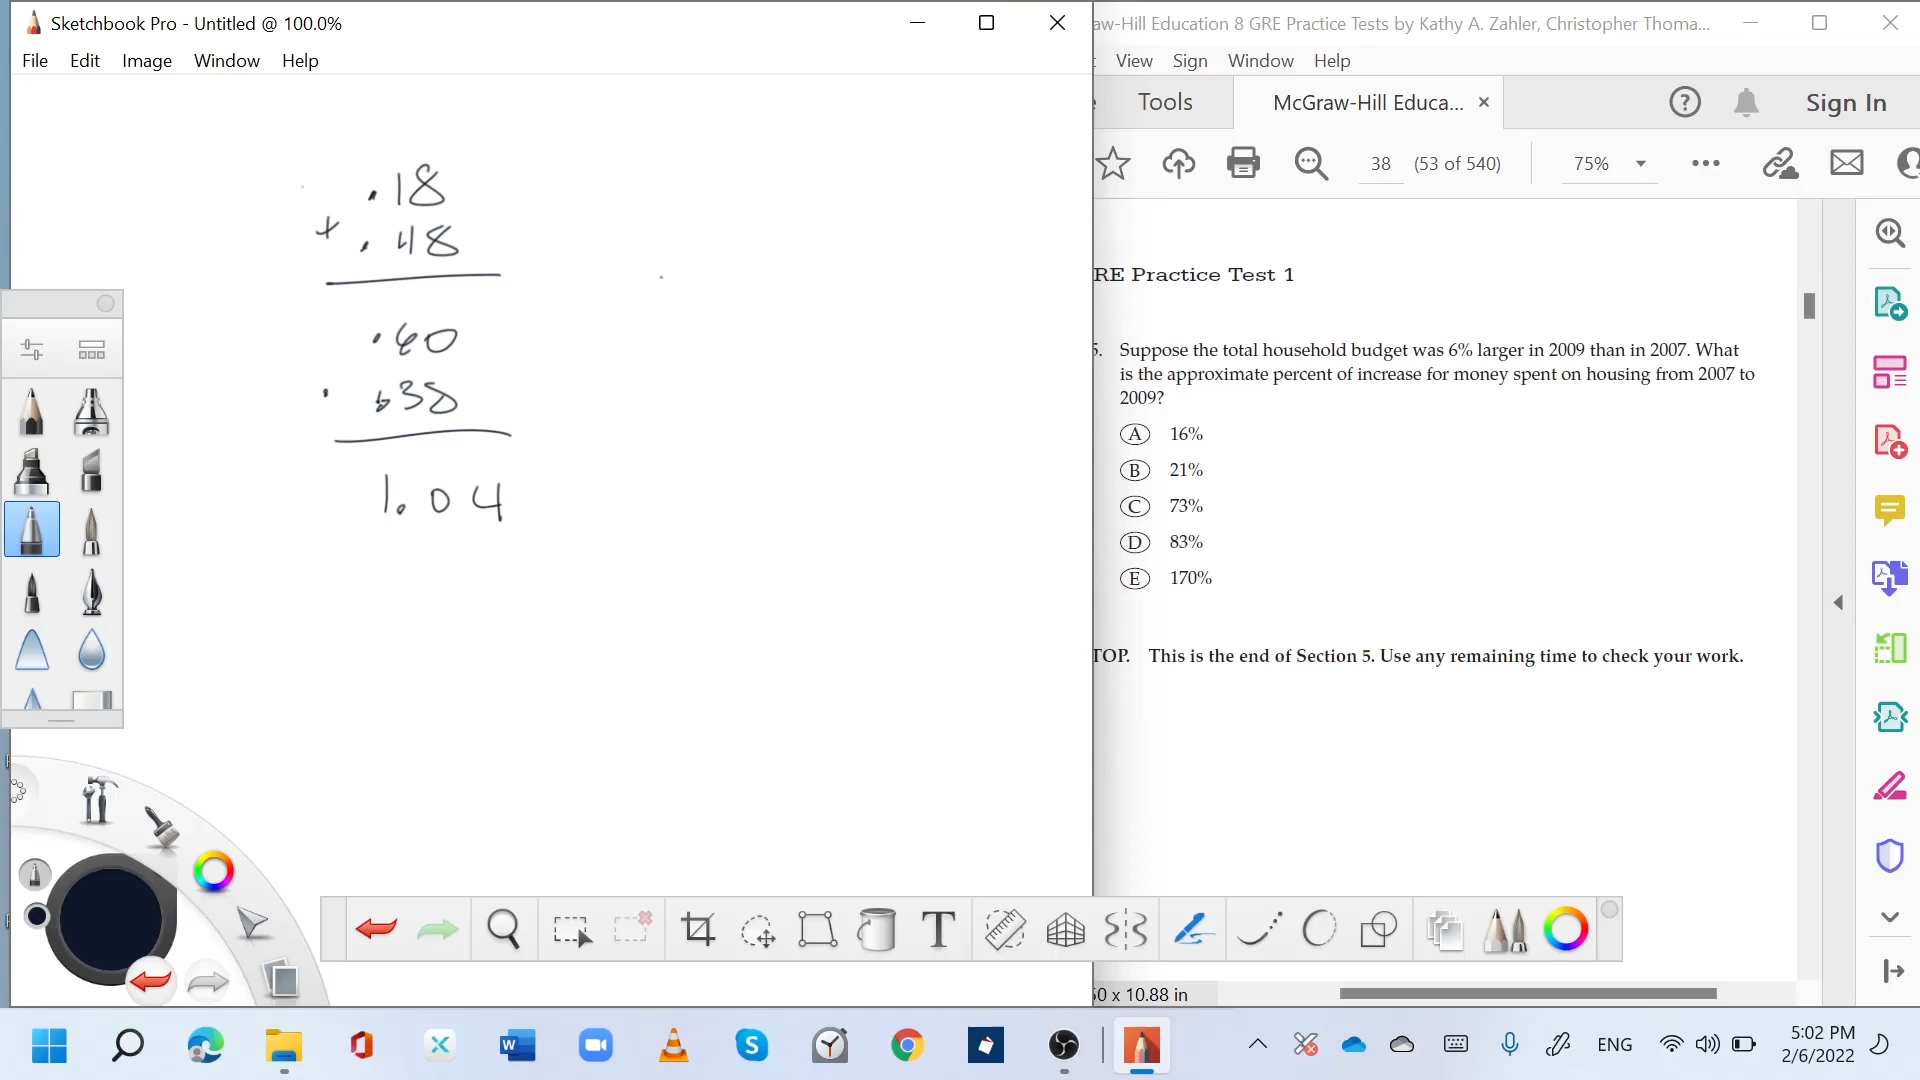 Sketchbook Pro - Untitled @ 100.0%
File Edit Image Window Help
.18
+ .48
.60
.38
1.04
aw-Hill Education 8 GRE Practice Tests by Kathy A. Zahler, Christopher Thoma...
View Sign Window Help
Tools
McGraw-Hill Educa... ×
Sign In
38 (53 of 540)
75%
RE Practice Test 1
5. Suppose the total household budget was 6% larger in 2009 than in 2007. What
is the approximate percent of increase for money spent on housing from 2007 to
2009?
A 16%
B 21%
C 73%
D 83%
E 170%
TOP. This is the end of Section 5. Use any remaining time to check your work.
50 x 10.88 in
ENG
5:02 PM
2/6/2022